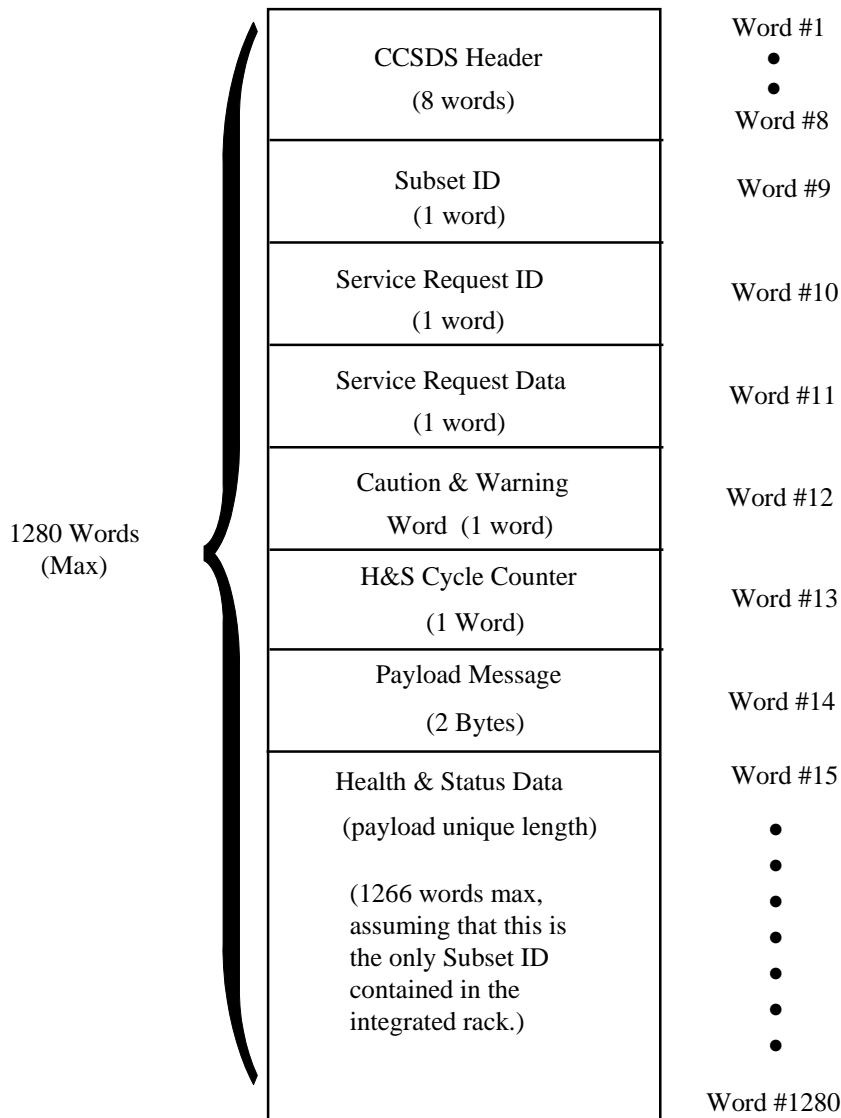 Word #1
CCSDS Header
(8 words)
Word #8
Subset ID
(1 word)
Word #9
Service Request ID
(1 word)
Word #10
Service Request Data
(1 word)
Word #11
Caution & Warning
Word (1 word)
Word #12
1280 Words
(Max)
H&S Cycle Counter
(1 Word)
Word #13
Payload Message
(2 Bytes)
Word #14
Health & Status Data
(payload unique length)
Word #15
(1266 words max,
assuming that this is
the only Subset ID
contained in the
integrated rack.)
Word #1280